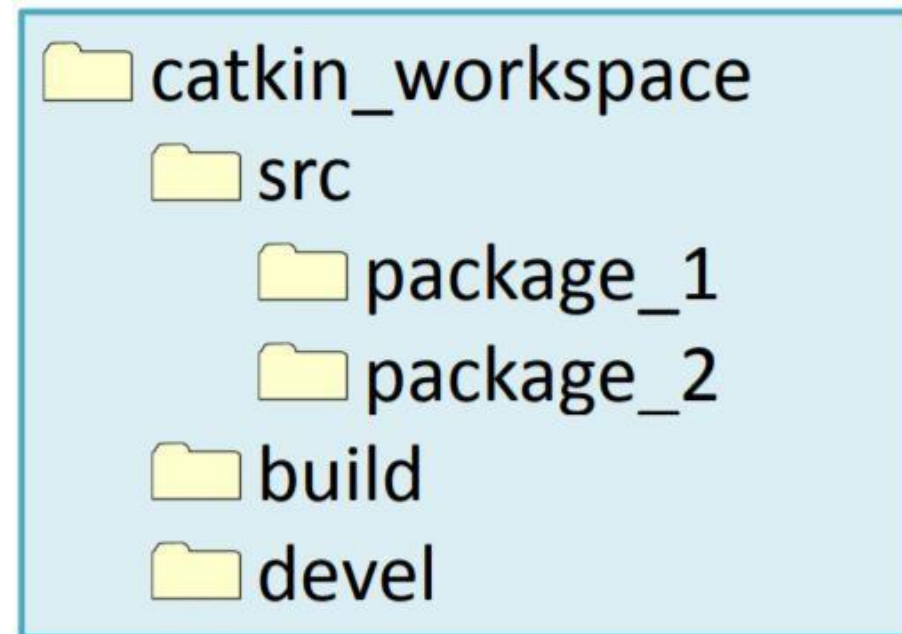 catkin_workspace
src
package_1
package_2
build
devel